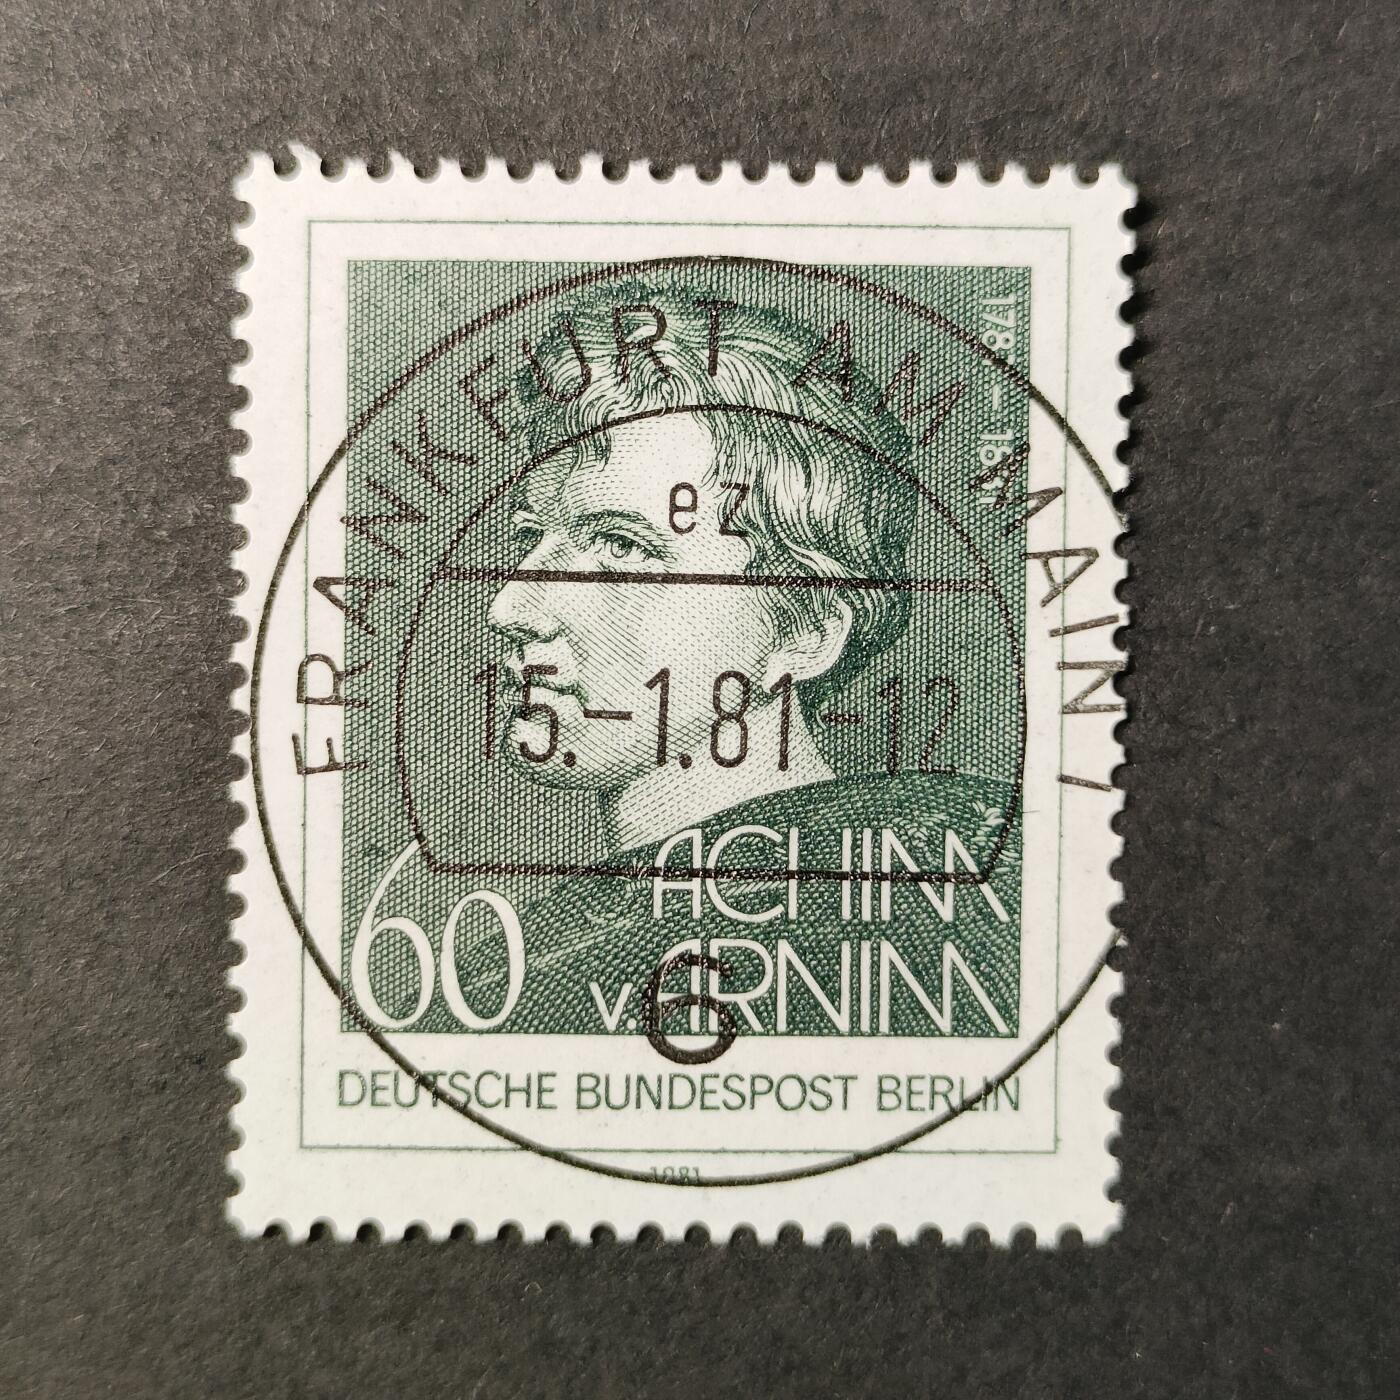 1781–1831
FRANKFURT AM MAIN 1
ez
15.–1.81–12
60
ACHIM
v. ARNIM
6
DEUTSCHE BUNDESPOST BERLIN
1981